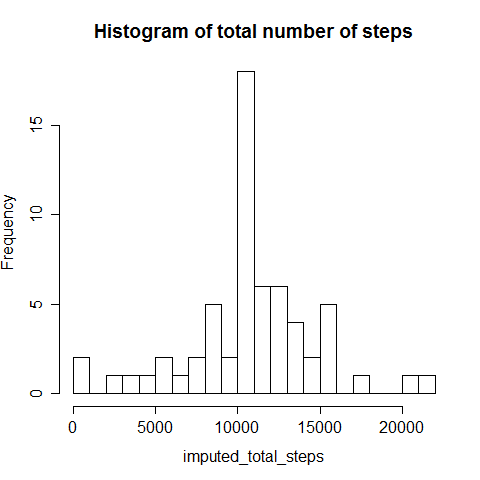 Histogram of total number of steps
Frequency
15
10
5
0
0 5000 10000 15000 20000
imputed_total_steps